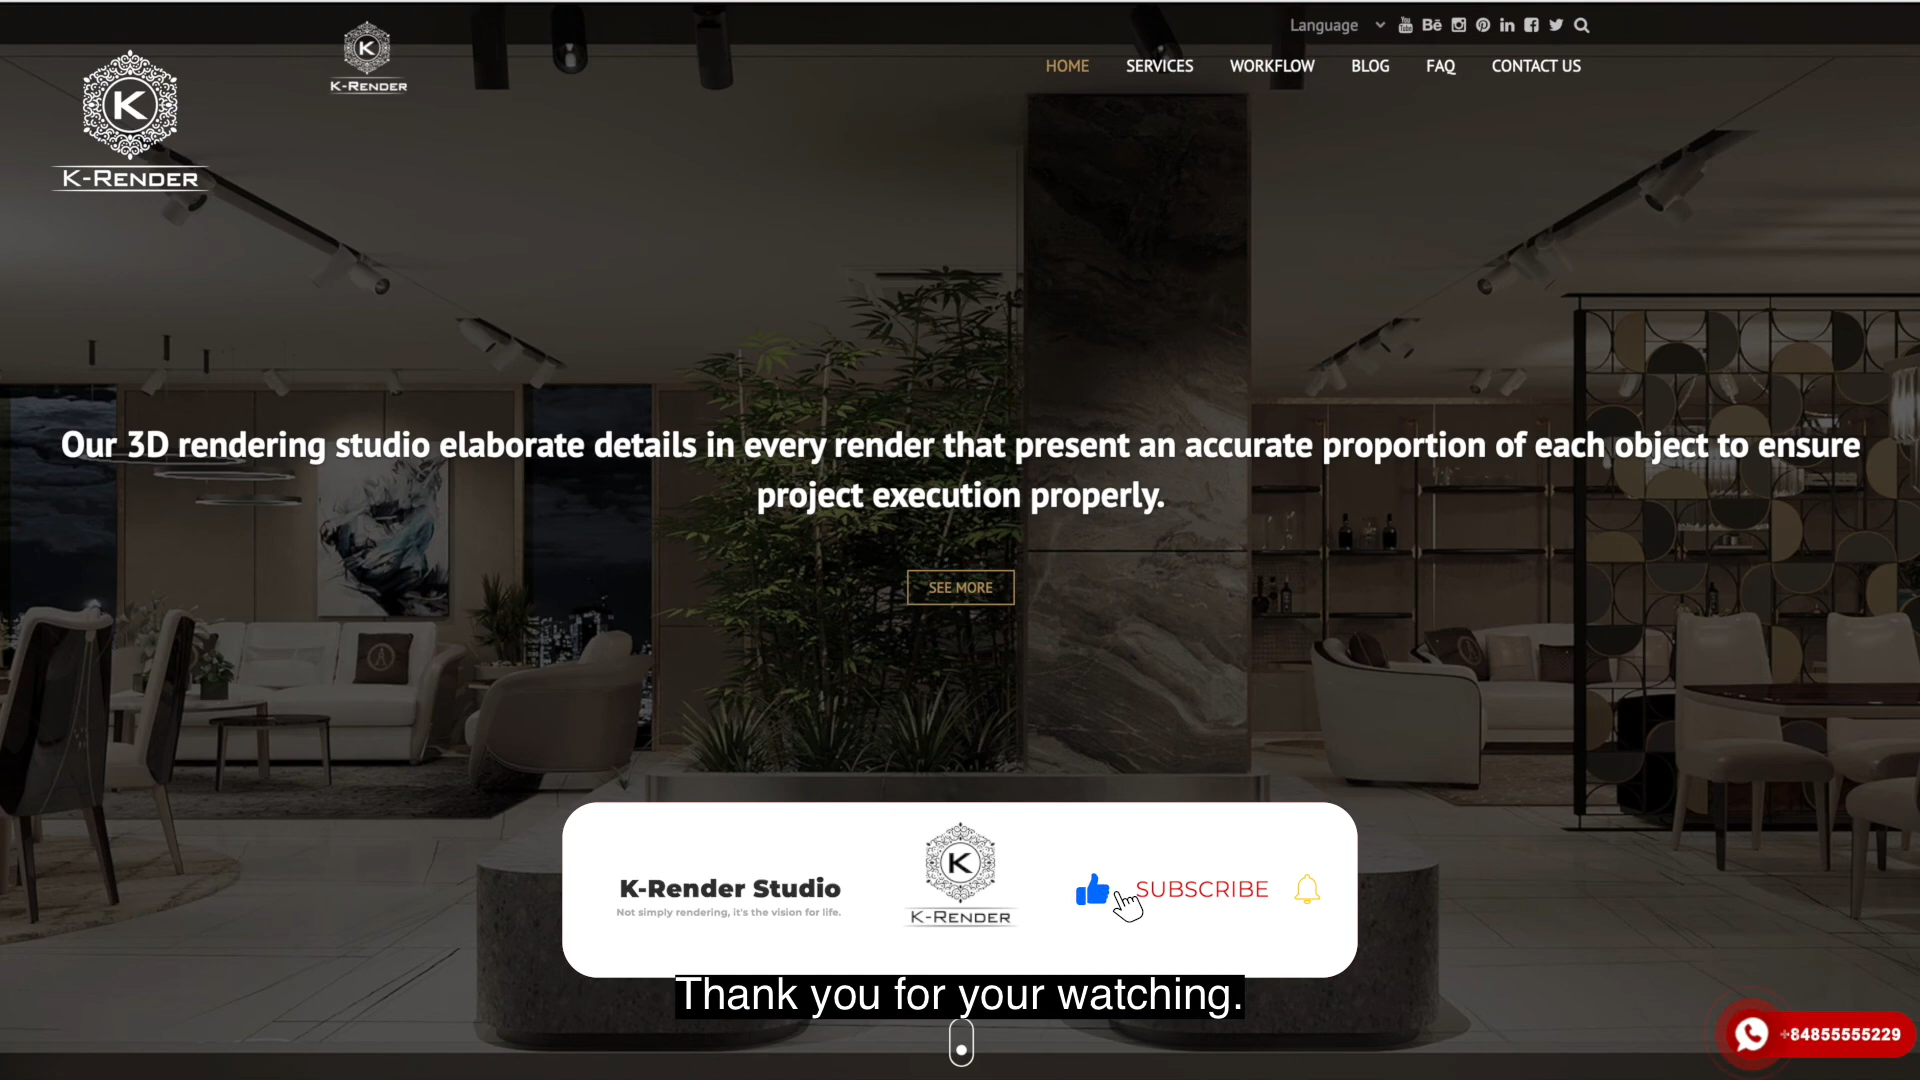 Language
HOME SERVICES WORKFLOW BLOG FAQ CONTACT US
K
K-RENDER
K
K-RENDER
Our 3D rendering studio elaborate details in every render that present an accurate proportion of each object to ensure
project execution properly.
SEE MORE
K-Render Studio
Not simply rendering, it's the vision for life.
K
K-RENDER
SUBSCRIBE
Thank you for your watching.
+84855555229